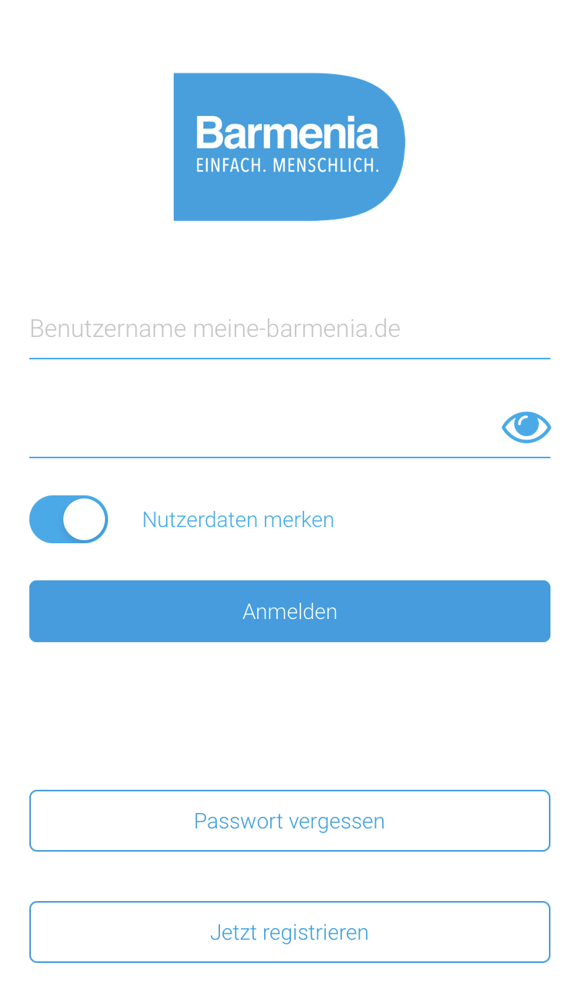 Barmenia
EINFACH. MENSCHLICH.
Benutzername meine-barmenia.de
Nutzerdaten merken
Anmelden
Passwort vergessen
Jetzt registrieren